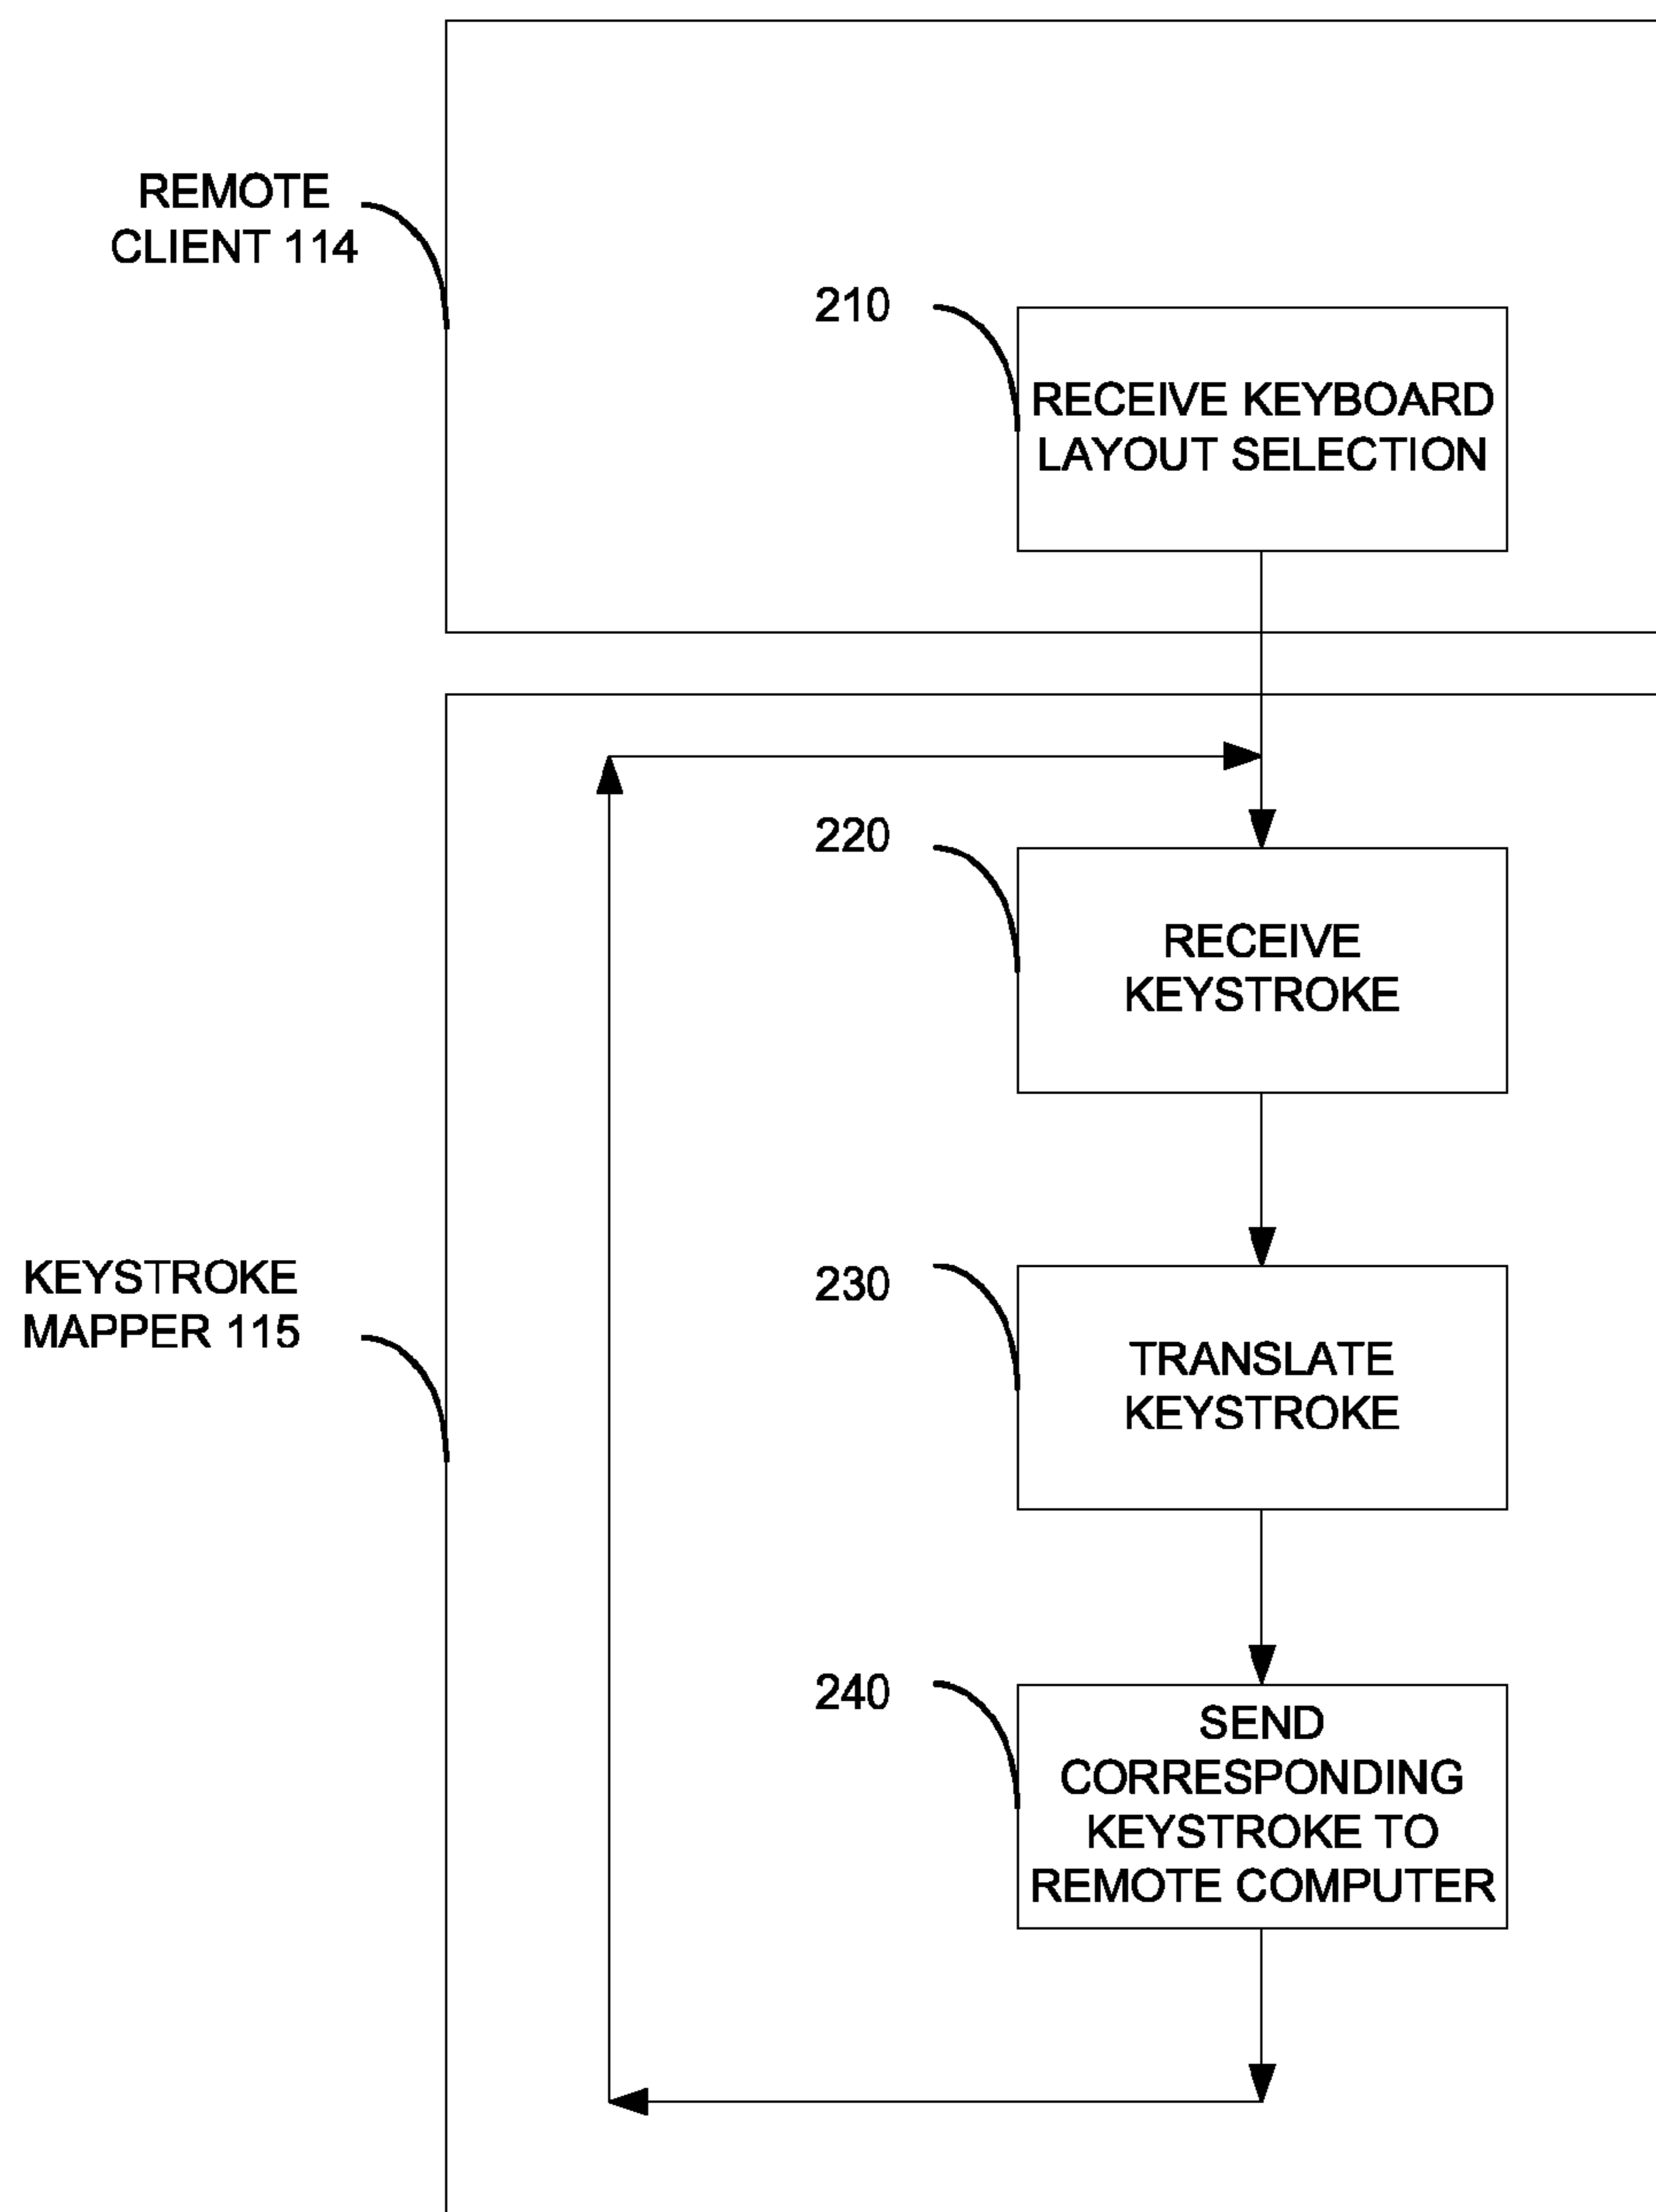 REMOTE
CLIENT 114
210
RECEIVE KEYBOARD
LAYOUT SELECTION
220
RECEIVE
KEYSTROKE
KEYSTROKE
MAPPER 115
230
TRANSLATE
KEYSTROKE
240
SEND
CORRESPONDING
KEYSTROKE TO
REMOTE COMPUTER